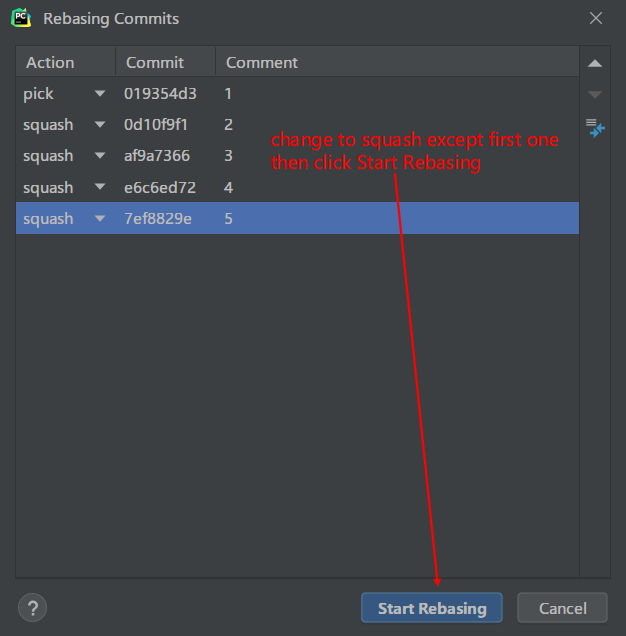 PC
Rebasing Commits
Action Commit Comment
pick 019354d3 1
squash 0d10f9f1 2
change to squash except first one
squash af9a7366 3
then click Start Rebasing
squash e6c6ed72 4
squash 7ef8829e 5
? Start Rebasing Cancel